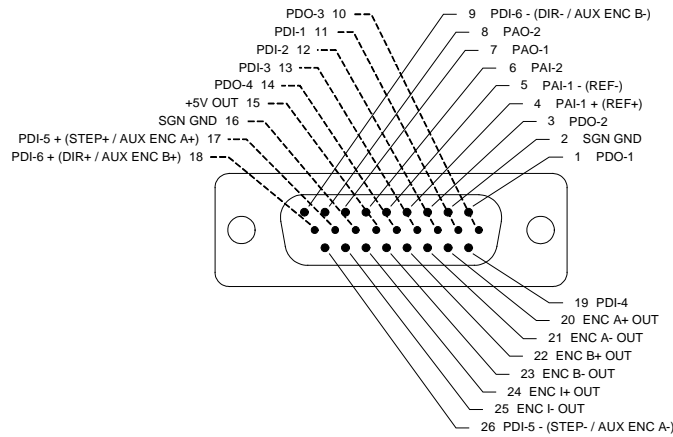 PDO-3 10
PDI-1 11
PDI-2 12
PDI-3 13
PDO-4 14
+5V OUT 15
SGN GND 16
PDI-5 + (STEP+ / AUX ENC A+) 17
PDI-6 + (DIR+ / AUX ENC B+) 18
9 PDI-6 - (DIR- / AUX ENC B-)
8 PAO-2
7 PAO-1
6 PAI-2
5 PAI-1 - (REF-)
4 PAI-1 + (REF+)
3 PDO-2
2 SGN GND
1 PDO-1
19 PDI-4
20 ENC A+ OUT
21 ENC A- OUT
22 ENC B+ OUT
23 ENC B- OUT
24 ENC I+ OUT
25 ENC I- OUT
26 PDI-5 - (STEP- / AUX ENC A-)